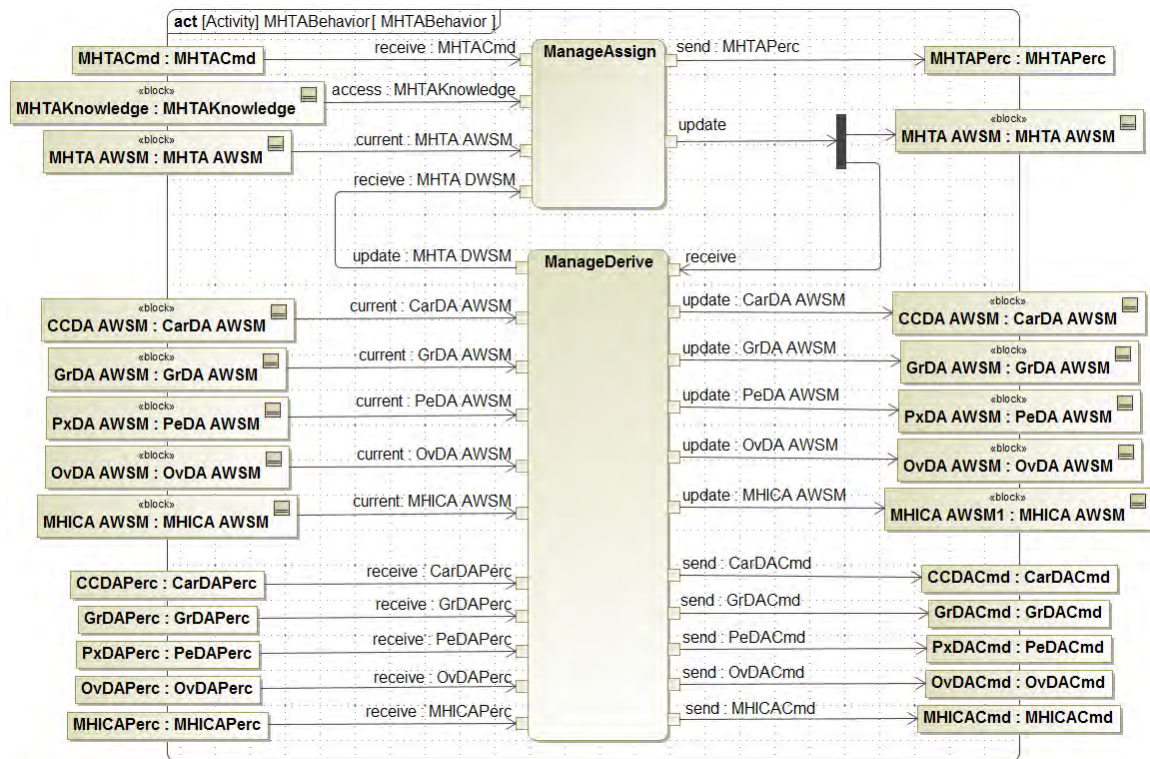 act [Activity] MHTABehavior[ MHTABehavior ]
MHTACmd : MHTACmd
receive : MHTACmd
ManageAssign
send : MHTAPerc
MHTAPerc : MHTAPerc
«block»
MHTAKnowledge : MHTAKnowledge
access : MHTAKnowledge
«block»
MHTA AWSM : MHTA AWSM
current : MHTA AWSM
update
«block»
MHTA AWSM : MHTA AWSM
recieve : MHTA DWSM
update : MHTA DWSM
ManageDerive
receive
«block»
CCDA AWSM : CarDA AWSM
current : CarDA AWSM
update : CarDA AWSM
«block»
CCDA AWSM : CarDA AWSM
«block»
GrDA AWSM : GrDA AWSM
current : GrDA AWSM
update : GrDA AWSM
«block»
GrDA AWSM : GrDA AWSM
«block»
PxDA AWSM : PeDA AWSM
current : PeDA AWSM
update : PeDA AWSM
«block»
PxDA AWSM : PeDA AWSM
«block»
OvDA AWSM : OvDA AWSM
current : OvDA AWSM
update : OvDA AWSM
«block»
OvDA AWSM : OvDA AWSM
«block»
MHICA AWSM : MHICA AWSM
current: MHICA AWSM
update : MHICA AWSM
«block»
MHICA AWSM1 : MHICA AWSM
CCDAPerc : CarDAPerc
receive : CarDAPerc
send : CarDACmd
CCDACmd : CarDACmd
GrDAPerc : GrDAPerc
receive : GrDAPerc
send : GrDACmd
GrDACmd : GrDACmd
PxDAPerc : PeDAPerc
receive : PeDAPerc
send : PeDACmd
PxDACmd : PeDACmd
OvDAPerc : OvDAPerc
receive : OvDAPerc
send : OvDACmd
OvDACmd : OvDACmd
MHICAPerc : MHICAPerc
receive : MHICAPerc
send : MHICACmd
MHICACmd : MHICACmd